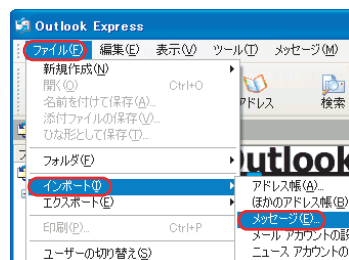 Outlook Express
ファイル(F) 編集(E) 表示(V) ツール(T) メッセージ(M)
新規作成(N)
開く(O) Ctrl+O
名前を付けて保存(A)...
添付ファイルの保存(V)...
ひな形として保存(T)...
ドレス 検索
フォルダ(F)
utlook
インポート(I)
エクスポート(E)
アドレス帳(A)...
ほかのアドレス帳(B)
メッセージ(E)...
メール アカウントの設
ニュース アカウントの
印刷(P)... Ctrl+P
ユーザーの切り替え(S)